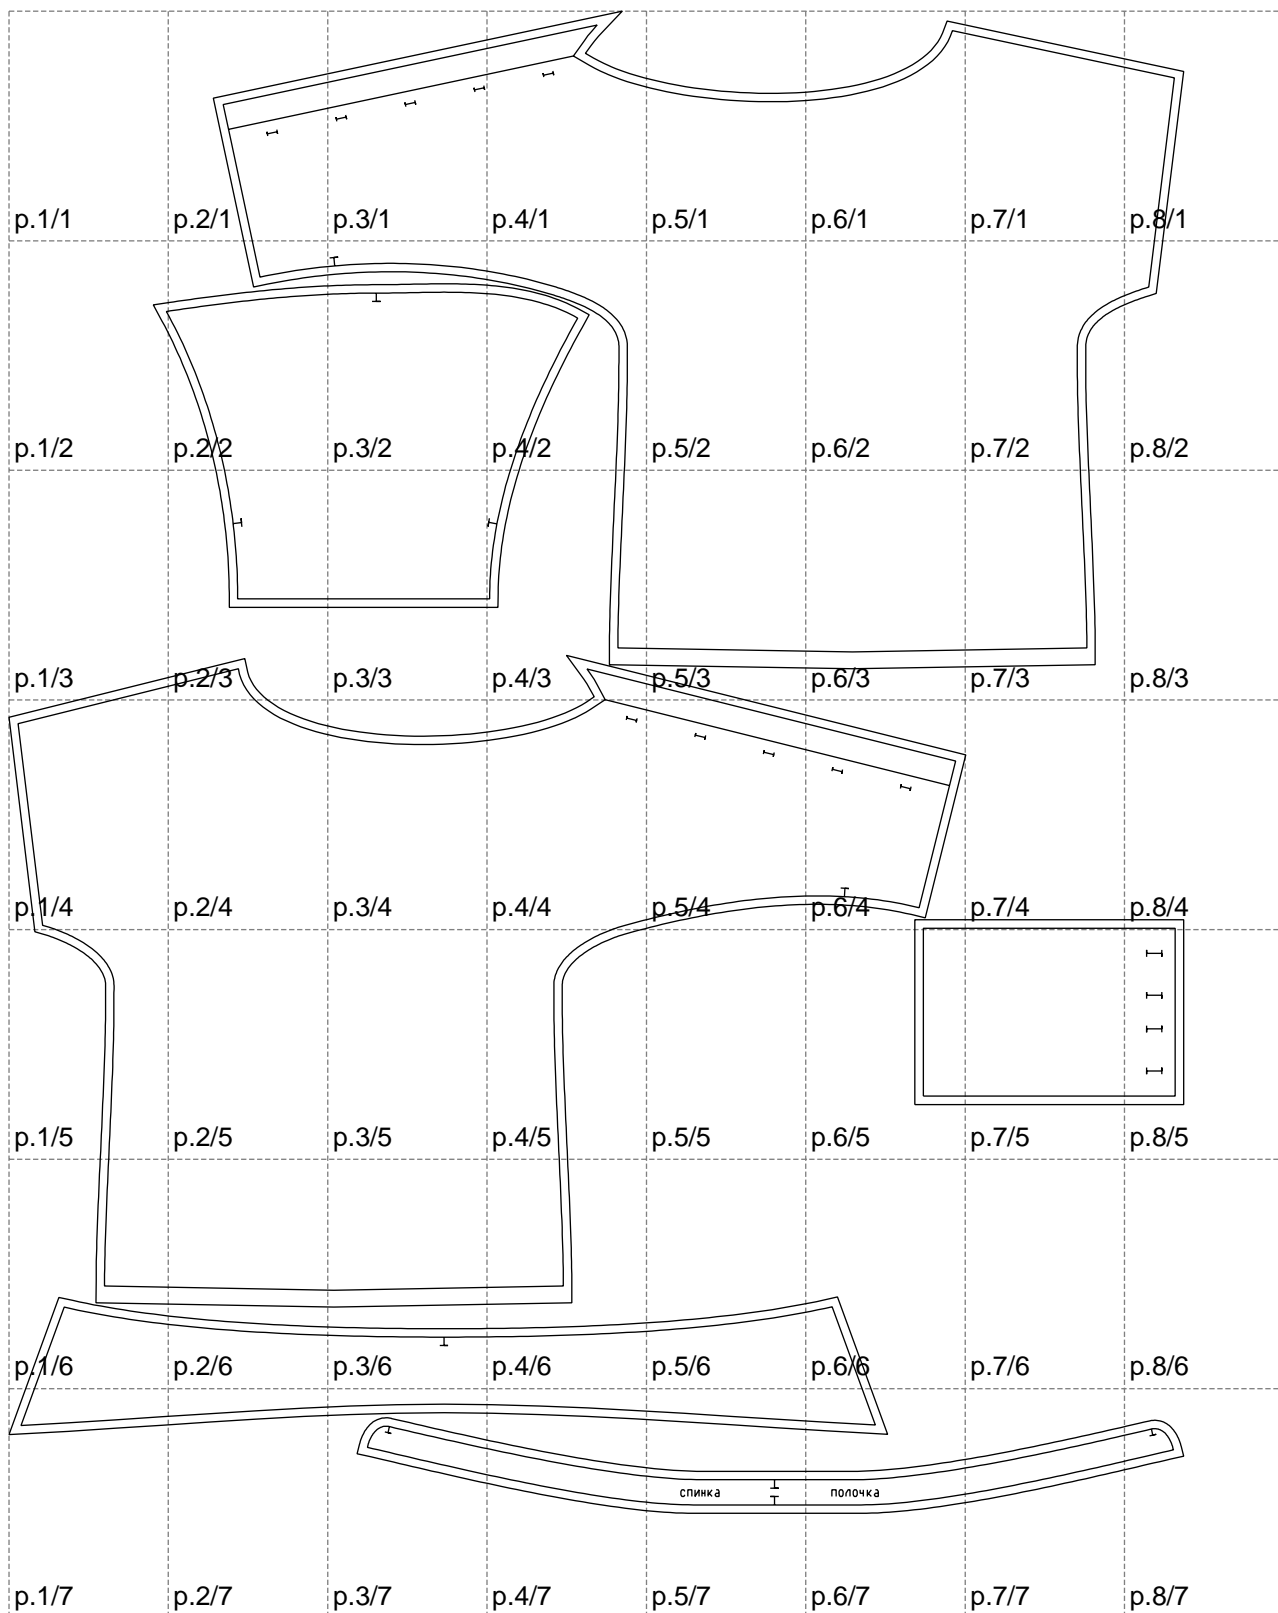 p.1/1 p.2/1 p.3/1 p.4/1 p.5/1 p.6/1 p.7/1 p.8/1
p.1/2 p.2/2 p.3/2 p.4/2 p.5/2 p.6/2 p.7/2 p.8/2
p.1/3 p.2/3 p.3/3 p.4/3 p.5/3 p.6/3 p.7/3 p.8/3
p.1/4 p.2/4 p.3/4 p.4/4 p.5/4 p.6/4 p.7/4 p.8/4
p.1/5 p.2/5 p.3/5 p.4/5 p.5/5 p.6/5 p.7/5 p.8/5
p.1/6 p.2/6 p.3/6 p.4/6 p.5/6 p.6/6 p.7/6 p.8/6
спинка полочка
p.1/7 p.2/7 p.3/7 p.4/7 p.5/7 p.6/7 p.7/7 p.8/7